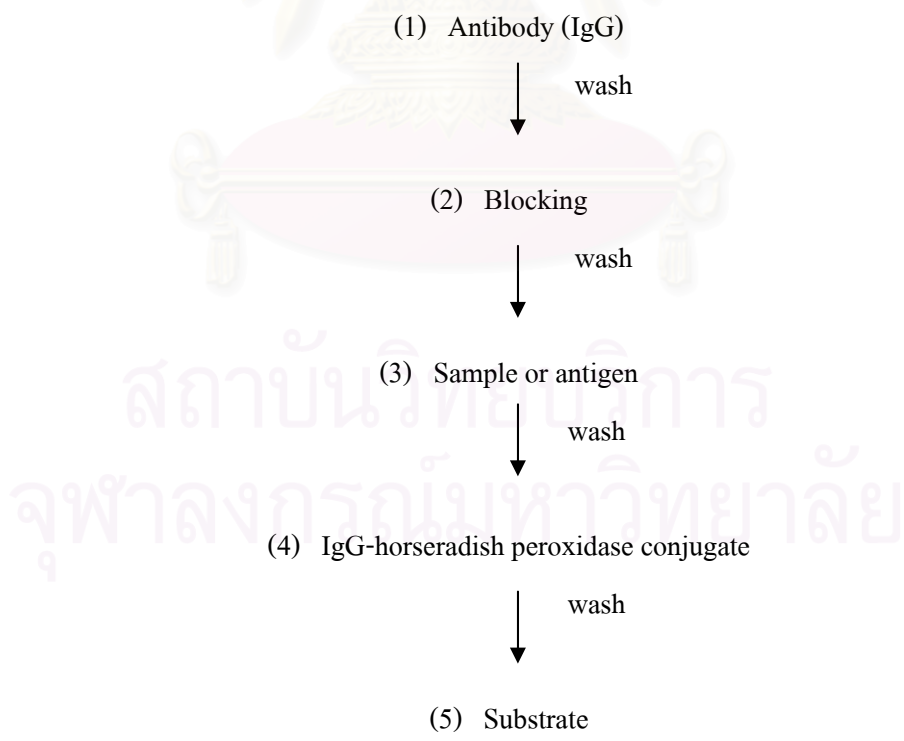 (1) Antibody (IgG)
wash
(2) Blocking
wash
(3) Sample or antigen
wash
(4) IgG-horseradish peroxidase conjugate
wash
(5) Substrate
สถาบันวิทยบริการ
จุฬาลงกรณ์มหาวิทยาลัย